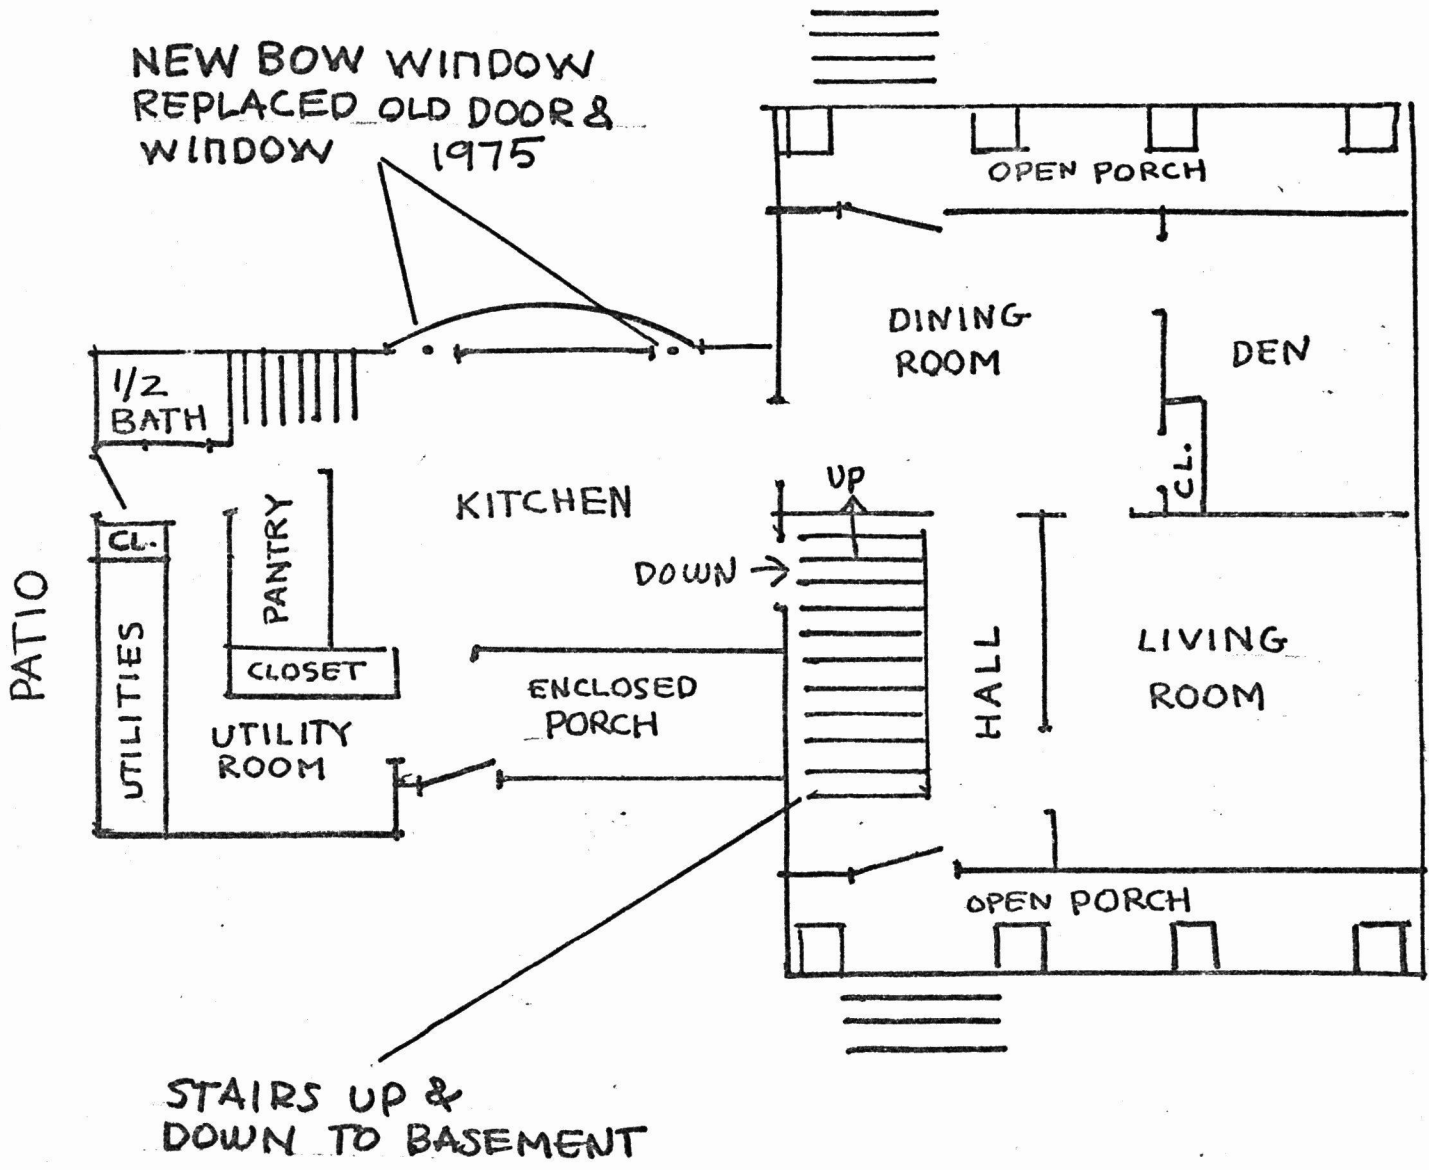 NEW BOW WINDOW
REPLACED OLD DOOR &
WINDOW 1975
OPEN PORCH
DINING
ROOM
DEN
1/2
BATH
CL.
UP
KITCHEN
PANTRY
CL.
DOWN
PATIO
UTILITIES
CLOSET
ENCLOSED
PORCH
UTILITY
ROOM
HALL
LIVING
ROOM
OPEN PORCH
STAIRS UP &
DOWN TO BASEMENT